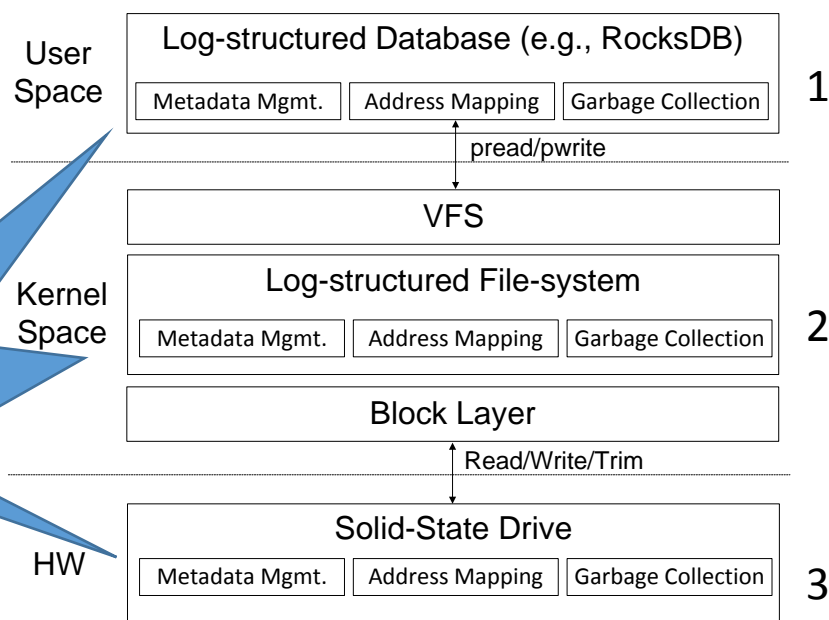 User
Space
Log-structured Database (e.g., RocksDB)
Metadata Mgmt. Address Mapping Garbage Collection
1
pread/pwrite
VFS
Kernel
Space
Log-structured File-system
Metadata Mgmt. Address Mapping Garbage Collection
2
Block Layer
Read/Write/Trim
HW
Solid-State Drive
Metadata Mgmt. Address Mapping Garbage Collection
3